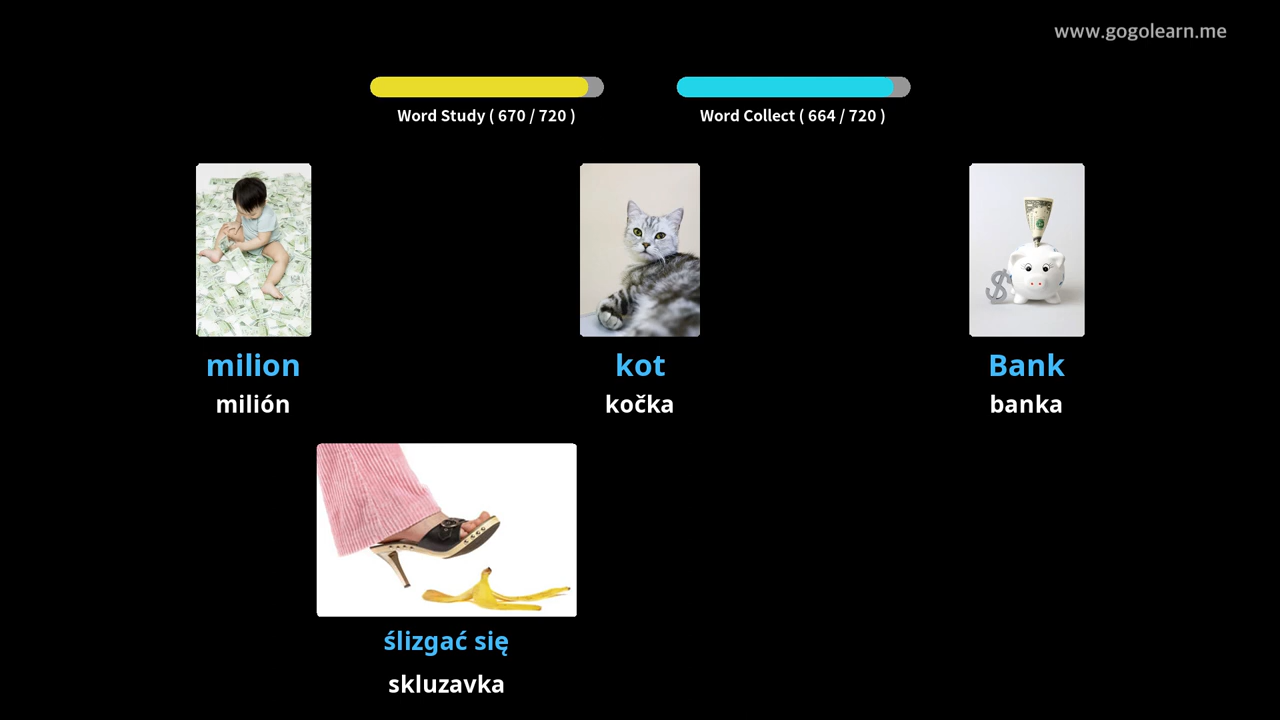 www.gogolearn.me
Word Study ( 670 / 720 )
Word Collect ( 664 / 720 )
milion
milión
kot
kočka
Bank
banka
ślizgać się
skluzavka